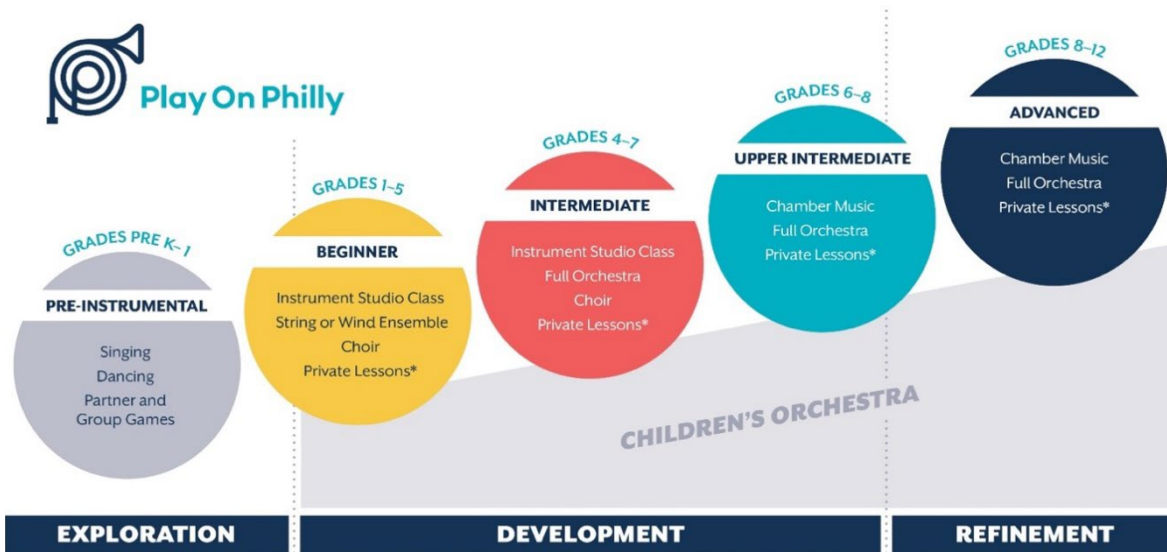 Play On Philly
GRADES PRE K–1
PRE-INSTRUMENTAL
Singing
Dancing
Partner and
Group Games
GRADES 1–5
BEGINNER
Instrument Studio Class
String or Wind Ensemble
Choir
Private Lessons*
GRADES 4–7
INTERMEDIATE
Instrument Studio Class
Full Orchestra
Choir
Private Lessons*
GRADES 6–8
UPPER INTERMEDIATE
Chamber Music
Full Orchestra
Private Lessons*
GRADES 8–12
ADVANCED
Chamber Music
Full Orchestra
Private Lessons*
CHILDREN'S ORCHESTRA
EXPLORATION
DEVELOPMENT
REFINEMENT